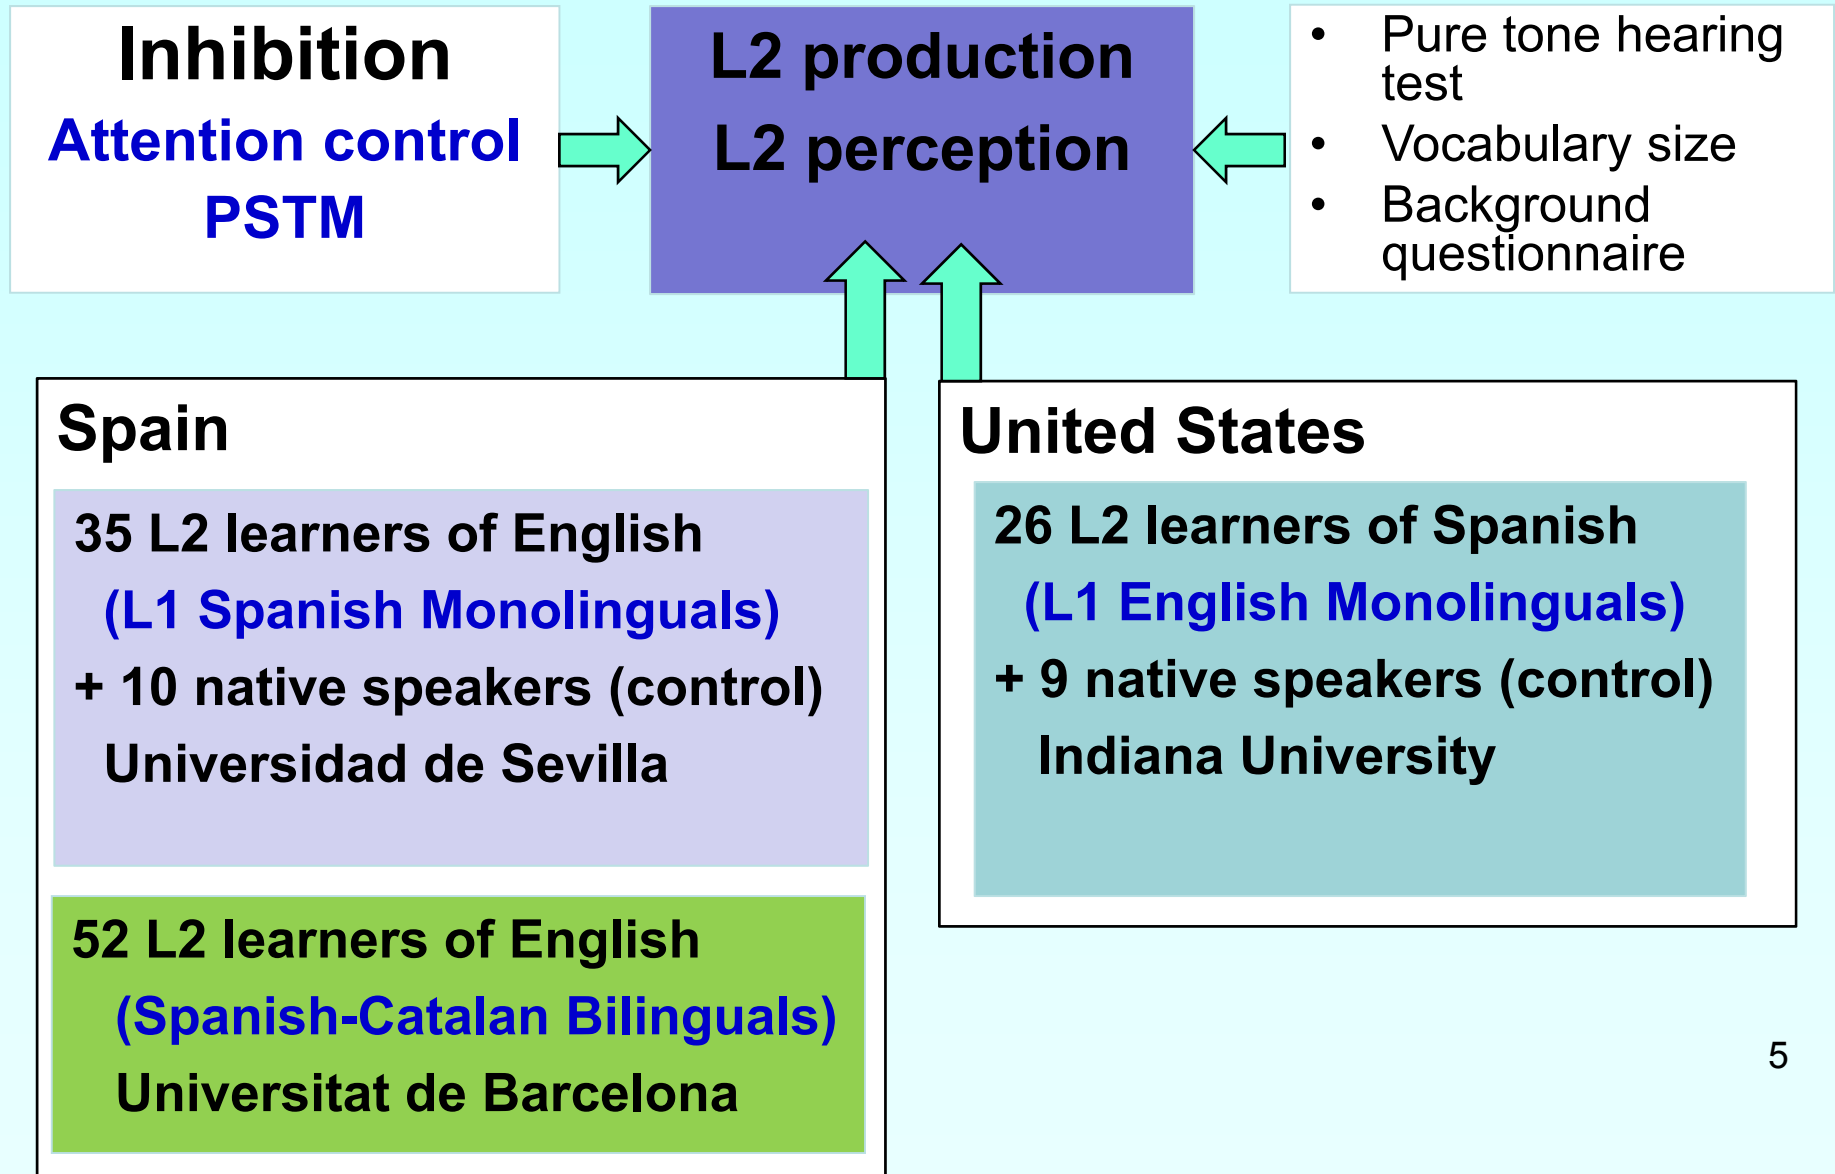 Inhibition
Attention control
PSTM
L2 production
L2 perception
• Pure tone hearing
test
• Vocabulary size
• Background
questionnaire
Spain
35 L2 learners of English
(L1 Spanish Monolinguals)
+ 10 native speakers (control)
Universidad de Sevilla
52 L2 learners of English
(Spanish-Catalan Bilinguals)
Universitat de Barcelona
United States
26 L2 learners of Spanish
(L1 English Monolinguals)
+ 9 native speakers (control)
Indiana University
5